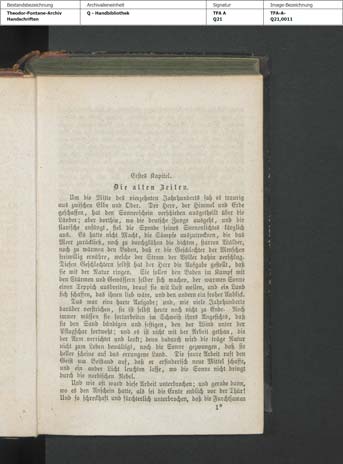 Bestandsbezeichnung
Archivalieneinheit
Signatur
Image-Bezeichnung
Theodor-Fontane-Archiv
Handschriften
Q - Handbibliothek
TFA A
Q21
TFA-A-
Q21,0011
Erstes Kapitel.
Die alten Zeiten.
Um die Mitte des vierzehnten Jahrhunderts sah es traurig
aus zwischen Elbe und Oder. Der Herr, der Himmel und Erde
geschaffen, hat den Sonnenschein verschieden ausgetheilt über die
Länder; aber dorthin, wo die deutsche Zunge ausgeht, und die
slavische anfängt, fiel die Spende seines Sonnenlichtes kläglich
aus. Es hatte nicht Macht, die Dämpfe aufzutrocknen, die das
Meer zurückließ, noch zu durchglühen die dichten, starren Wälder,
noch zu wärmen den Boden, daß er die Geschlechter der Menschen
freiwillig ernähre, welche der Strom der Völker dahin verschlug.
Diesen Geschlechtern selbst hat der Herr die Aufgabe gestellt, daß
sie mit der Natur ringen. Sie sollen den Boden im Kampf mit
den Stürmen und Gewässern selber sich machen, der warmen Sonne
einen Teppich ausbreiten, drauf sie mit Lust weilen, und ein Land
sich schaffen, das ihnen lieb wäre, und den andern ein froher Anblick.
Das war eine harte Aufgabe; und, wie viele Jahrhunderte
darüber verstrichen, sie ist selbst heute noch nicht zu Ende. Noch
immer müssen sie fortarbeiten im Schweiß ihres Angesichts, daß
sie den Sand bändigen und festigen, den der Wind unter der
Pflugschar fortweht; und es ist nicht mit der Arbeit gethan, die
der Arm verrichtet und lenkt; denn dadurch wird die träge Natur
nicht zum Leben bewältigt, noch die Sonne gezwungen, daß sie
heller scheine auf das errungene Land. Die saure Arbeit ruft den
Geist zu Beistand auf, daß er erfinderisch neue Mittel schaffe,
und ein ander Licht leuchten lasse, wo die Sonne nicht dringt
durch die nordischen Nebel.
Und wie oft ward diese Arbeit unterbrochen; und gerade dann,
wo es den Anschein hatte, als sei die Ernte endlich vor der Thür!
Und so schreckhaft und fürchterlich unterbrochen, daß die Furchtsamen
1*